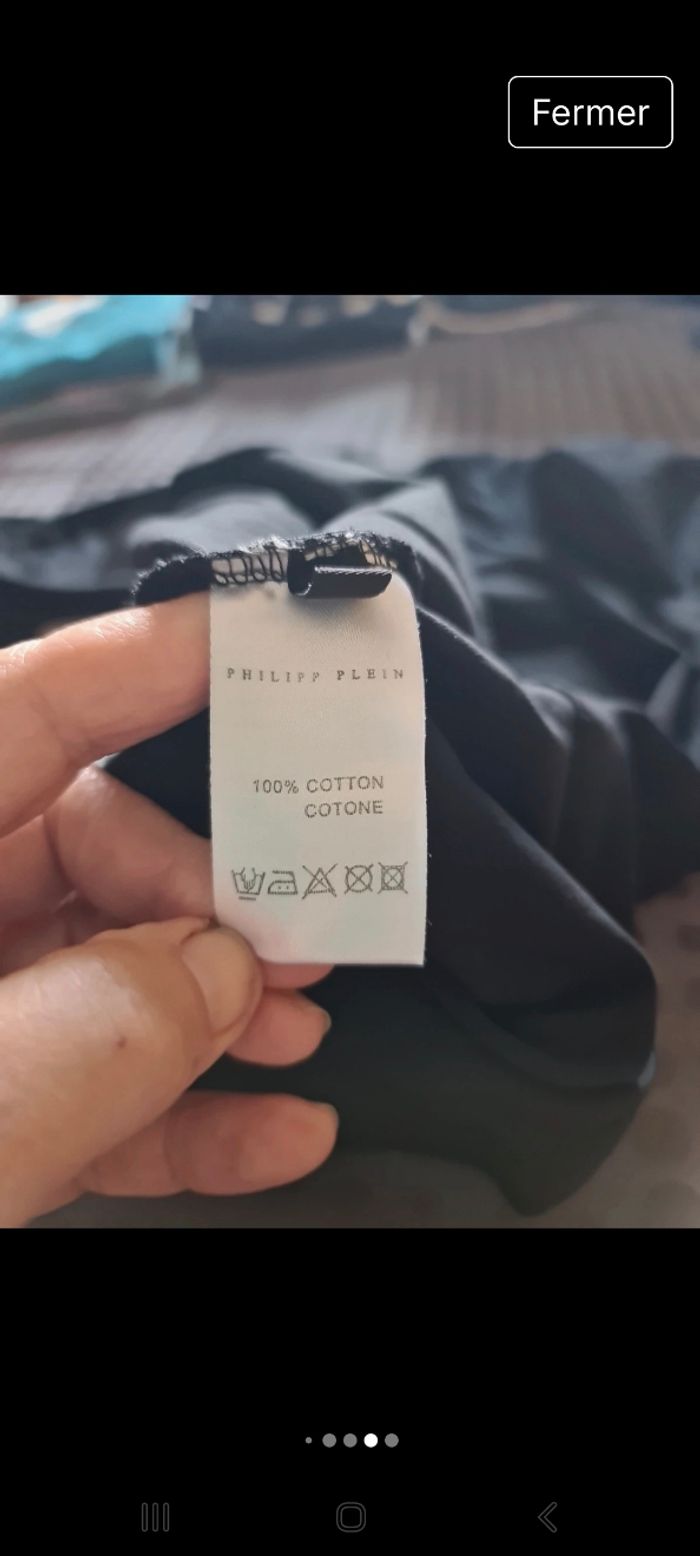 Fermer
PHILIPP PLEIN
100% COTTON
COTONE